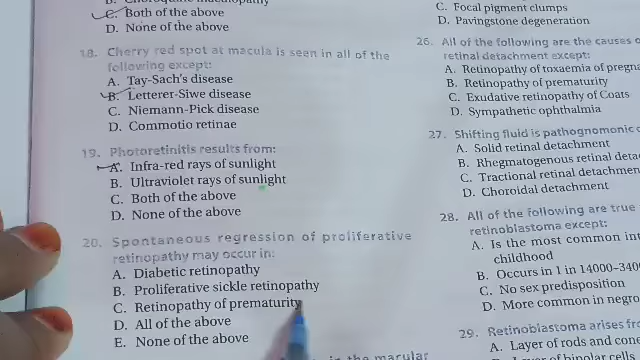 C. Both of the above
D. None of the above
18. Cherry red spot at macula is seen in all of the
following except:
A. Tay-Sach's disease
B. Letterer-Siwe disease
C. Niemann-Pick disease
D. Commotio retinae
19. Photoretinitis results from:
A. Infra-red rays of sunlight
B. Ultraviolet rays of sunlight
C. Both of the above
D. None of the above
20. Spontaneous regression of proliferative
retinopathy may occur in:
A. Diabetic retinopathy
B. Proliferative sickle retinopathy
C. Retinopathy of prematurity
D. All of the above
E. None of the above
in the macular
C. Focal pigment clumps
D. Pavingstone degeneration
26. All of the following are the causes
retinal detachment except:
A. Retinopathy of toxaemia of
B. Retinopathy of prematurity
C. Exudative retinopathy of Coats
D. Sympathetic ophthalmia
27. Shifting fluid is pathognomonic
A. Solid retinal detachment
B. Rhegmatogenous retinal
C. Tractional retinal
D. Choroidal detachment
28. All of the following are true
retinoblastoma except:
A. Is the most common
childhood
B. Occurs in 1 in 14000-
C. No sex predisposition
D. More common in
29. Retinoblastoma arises
A. Layer of rods and
of bipolar cells